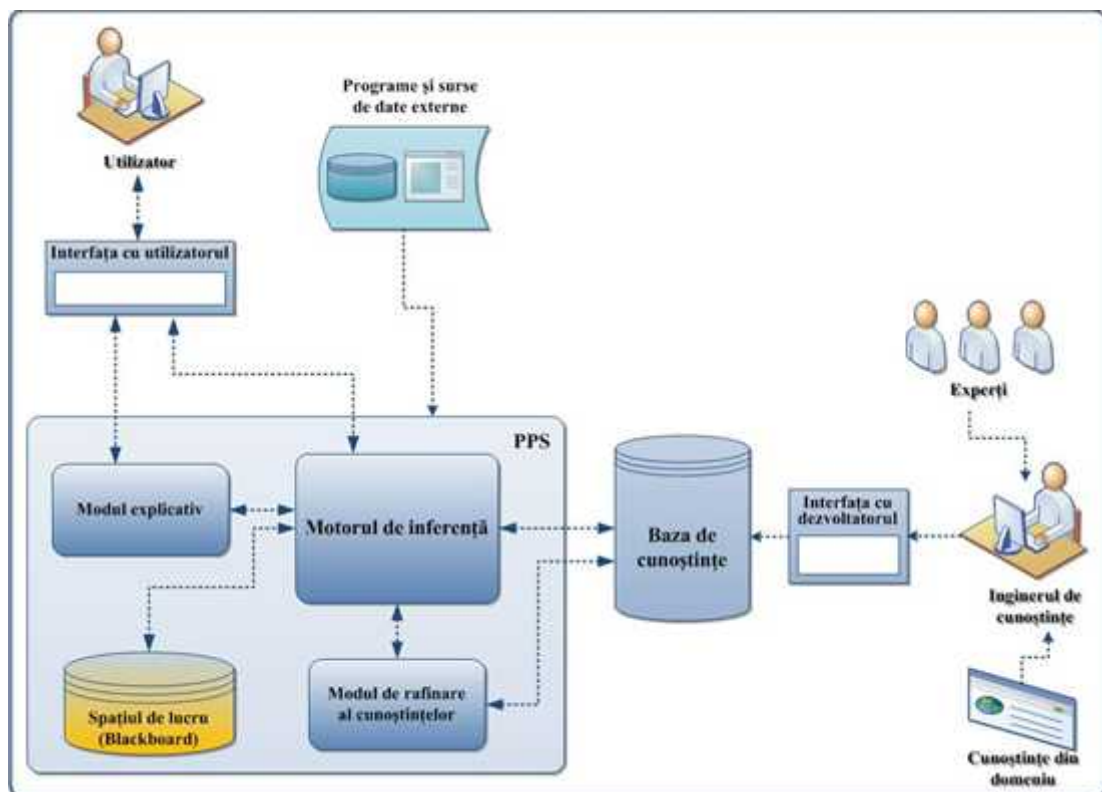 Programe și surse
de date externe
Utilizator
Interfața cu utilizatorul
Experți
PPS
Modul explicativ
Motorul de inferență
Baza de
cunoștințe
Interfața cu
dezvoltatorul
Inginerul de
cunoștințe
Spațiul de lucru
(Blackboard)
Modul de rafinare
al cunoștințelor
Cunoștințe din
domeniu